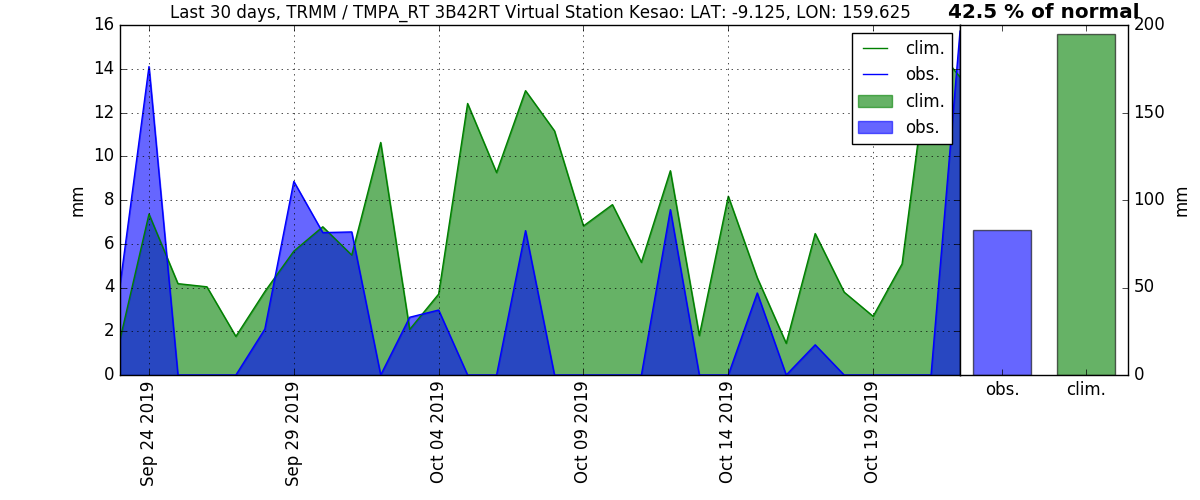 Last 30 days, TRMM / TMPA_RT 3B42RT Virtual Station Kesao: LAT: -9.125, LON: 159.625
42.5 % of normal
16
14
12
10
8
6
4
2
0
mm
clim.
obs.
clim.
obs.
200
150
100
50
0
mm
Sep 24 2019
Sep 29 2019
Oct 04 2019
Oct 09 2019
Oct 14 2019
Oct 19 2019
obs.
clim.